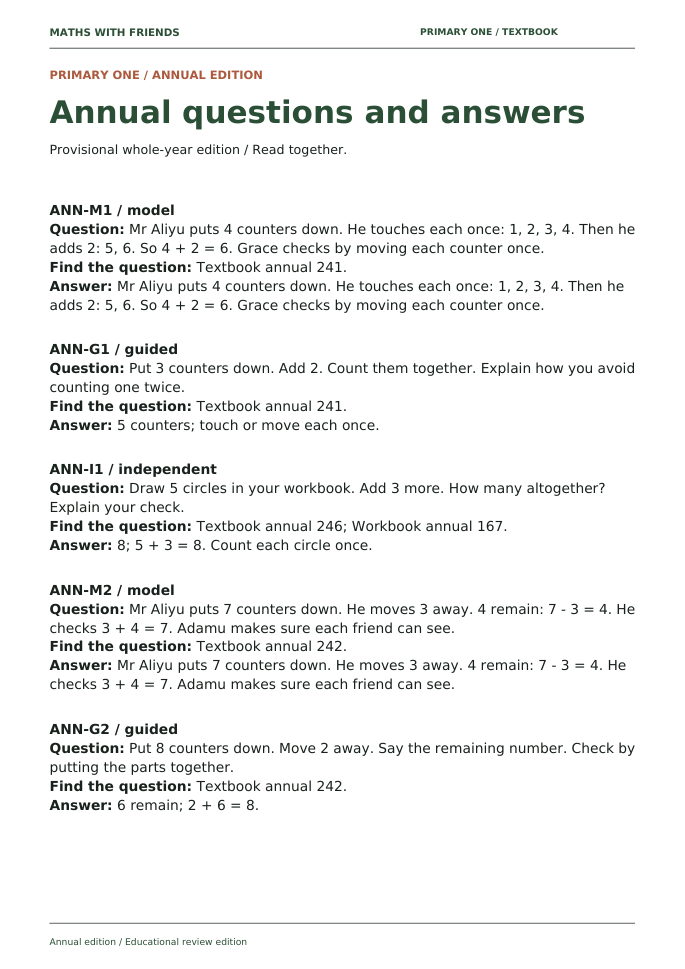 MATHS WITH FRIENDS
PRIMARY ONE / TEXTBOOK
PRIMARY ONE / ANNUAL EDITION
Annual questions and answers
Provisional whole-year edition / Read together.
ANN-M1 / model
Question: Mr Aliyu puts 4 counters down. He touches each once: 1, 2, 3, 4. Then he
adds 2: 5, 6. So 4 + 2 = 6. Grace checks by moving each counter once.
Find the question: Textbook annual 241.
Answer: Mr Aliyu puts 4 counters down. He touches each once: 1, 2, 3, 4. Then he
adds 2: 5, 6. So 4 + 2 = 6. Grace checks by moving each counter once.
ANN-G1 / guided
Question: Put 3 counters down. Add 2. Count them together. Explain how you avoid
counting one twice.
Find the question: Textbook annual 241.
Answer: 5 counters; touch or move each once.
ANN-I1 / independent
Question: Draw 5 circles in your workbook. Add 3 more. How many altogether?
Explain your check.
Find the question: Textbook annual 246; Workbook annual 167.
Answer: 8; 5 + 3 = 8. Count each circle once.
ANN-M2 / model
Question: Mr Aliyu puts 7 counters down. He moves 3 away. 4 remain: 7 - 3 = 4. He
checks 3 + 4 = 7. Adamu makes sure each friend can see.
Find the question: Textbook annual 242.
Answer: Mr Aliyu puts 7 counters down. He moves 3 away. 4 remain: 7 - 3 = 4. He
checks 3 + 4 = 7. Adamu makes sure each friend can see.
ANN-G2 / guided
Question: Put 8 counters down. Move 2 away. Say the remaining number. Check by
putting the parts together.
Find the question: Textbook annual 242.
Answer: 6 remain; 2 + 6 = 8.
Annual edition / Educational review edition